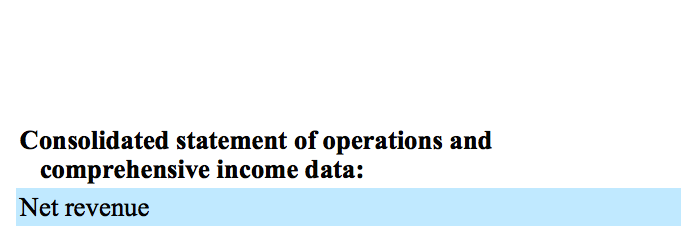 Consolidated statement of operations and
comprehensive income data:
Net revenue